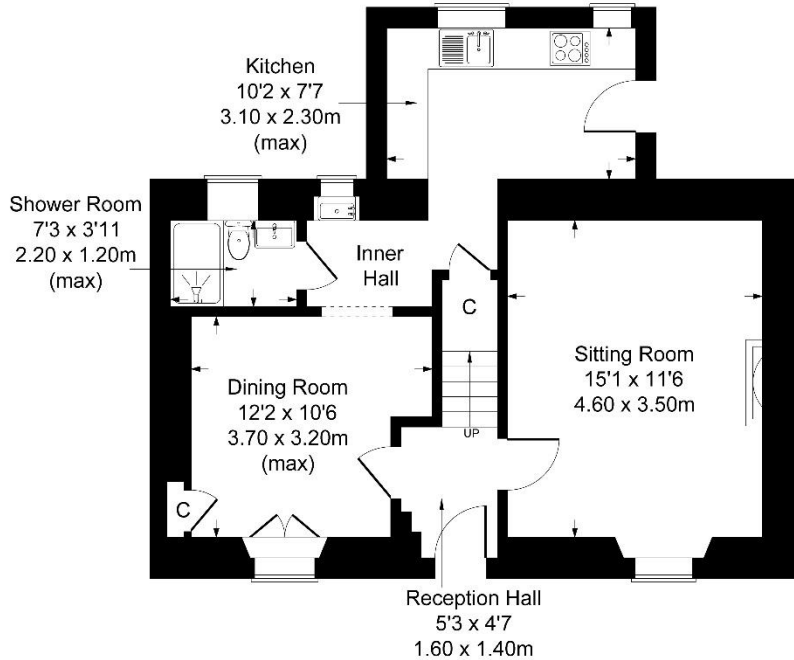 Kitchen
10'2 x 7'7
3.10 x 2.30m
(max)
Shower Room
7'3 x 3'11
2.20 x 1.20m
(max)
Inner
Hall
C
Sitting Room
15'1 x 11'6
4.60 x 3.50m
Dining Room
12'2 x 10'6
3.70 x 3.20m
(max)
UP
C
Reception Hall
5'3 x 4'7
1.60 x 1.40m